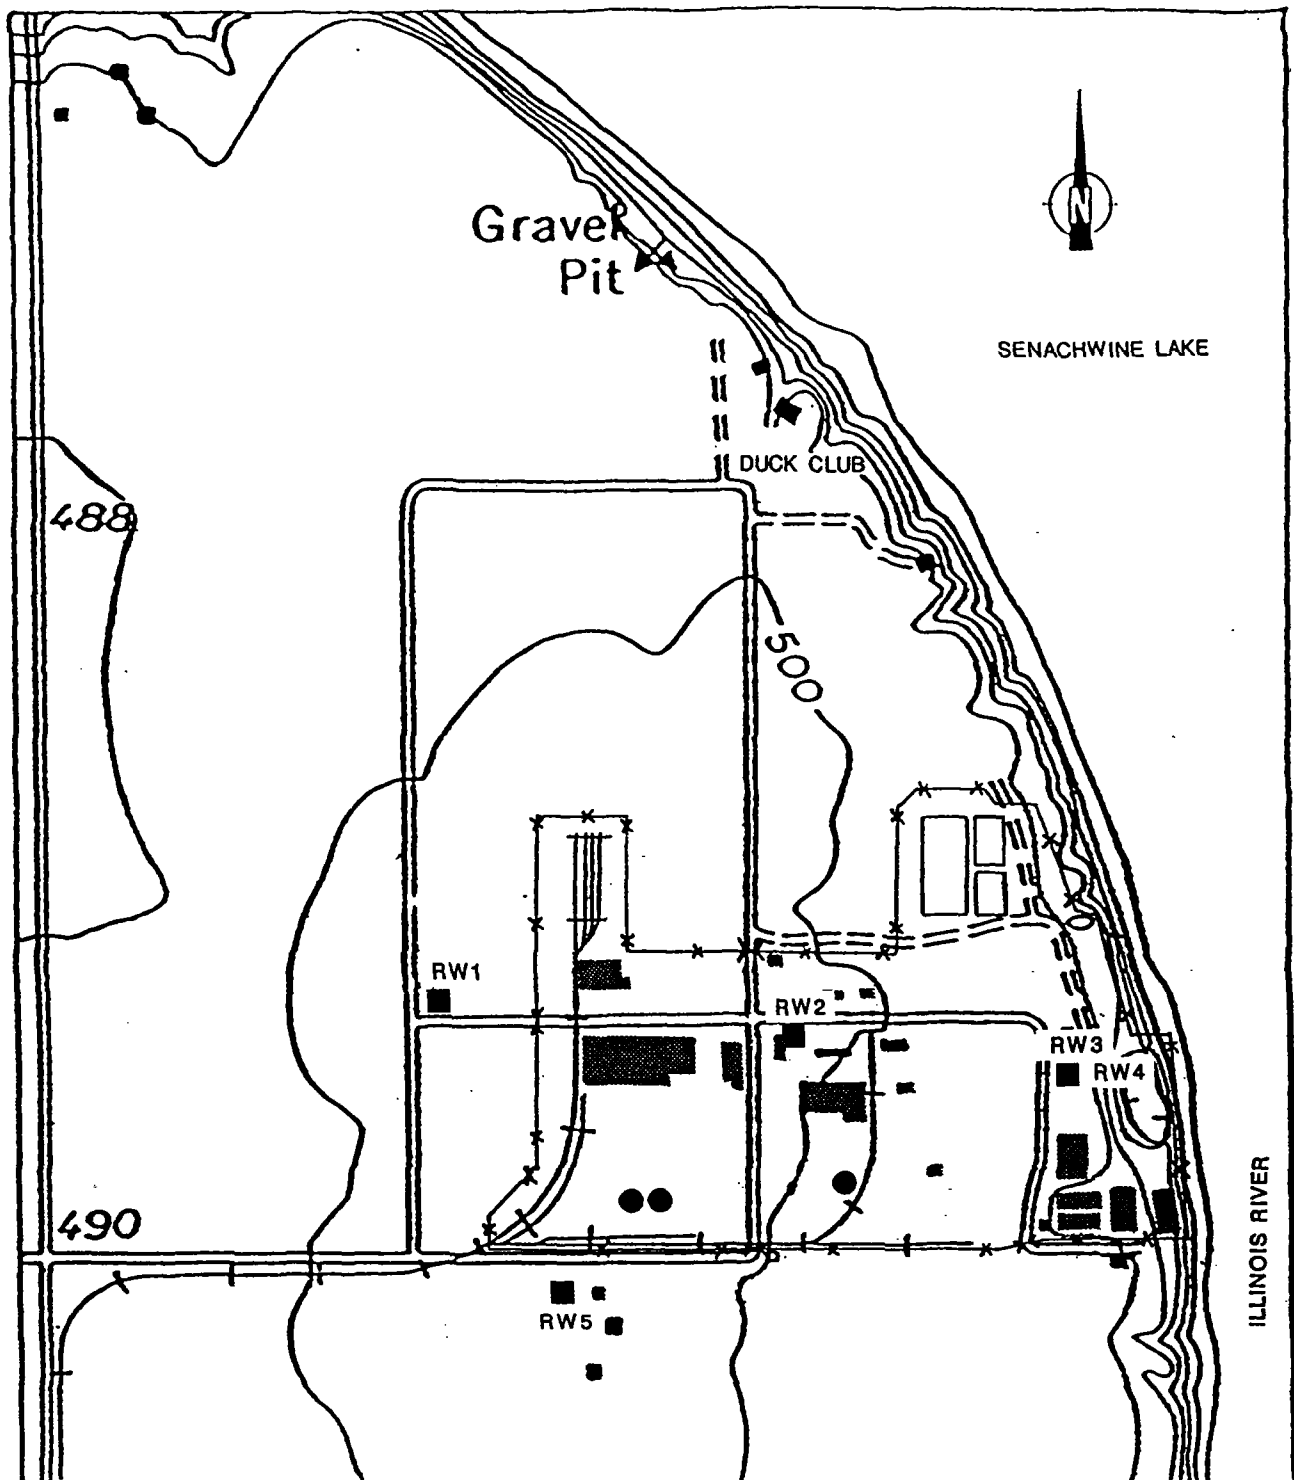 Gravel
Pit
N
SENACHWINE LAKE
DUCK CLUB
488
500
RW1
RW2
RW3
RW4
490
RW5
ILLINOIS RIVER